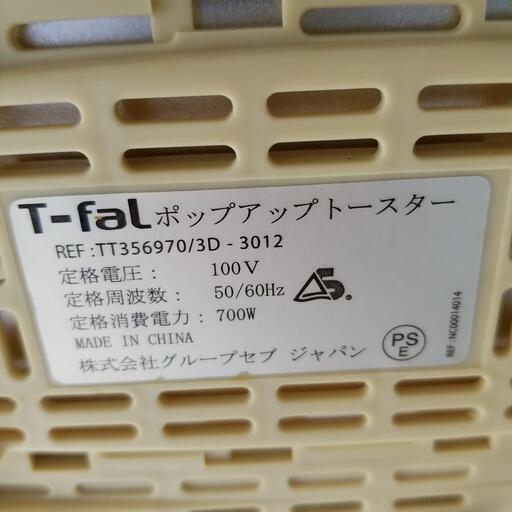 T-fal ポップアップトースター
REF :TT356970/3D - 3012
定格電圧： 100V
定格周波数： 50/60Hz
定格消費電力： 700W
MADE IN CHINA
株式会社グループセブ ジャパン
PS
E
REF : NC00014014